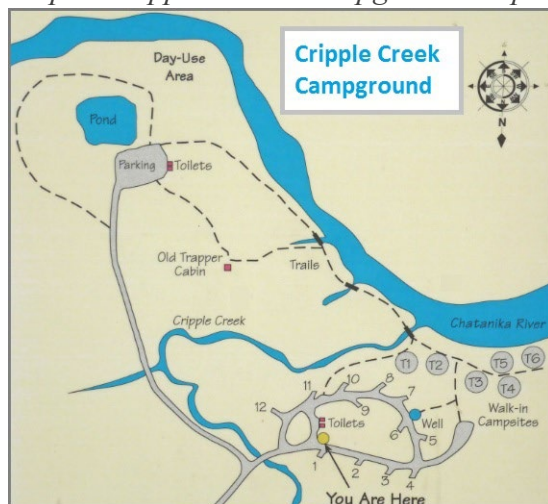 Cripple Creek
Campground
Day-Use
Area
N
Pond
Parking
Toilets
Old Trapper
Cabin
Trails
Cripple Creek
Chatanika River
T1
T2
T5
T6
T3
T4
Walk-in
Campsites
11
10
8
7
9
12
Toilets
Well
6
5
1
2
3
4
You Are Here